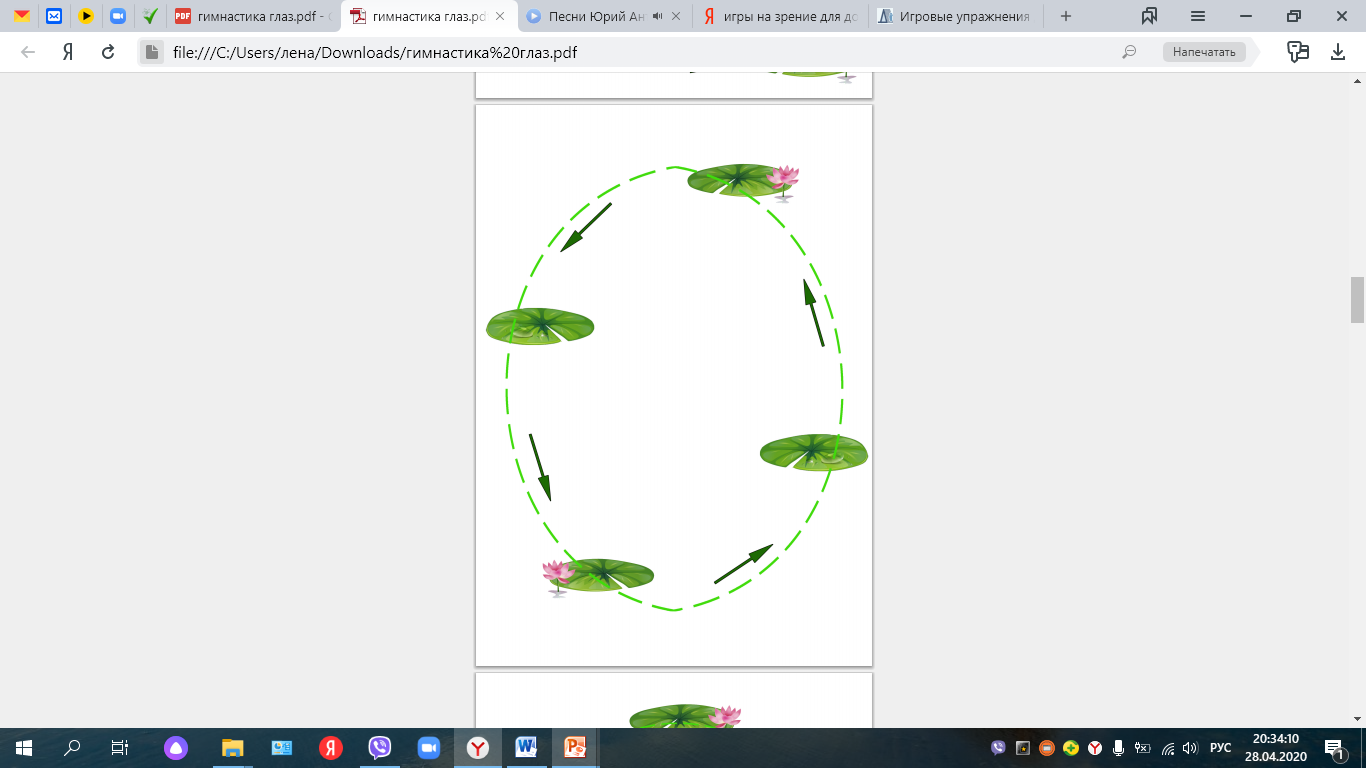 PDF гимнастика глаз.pdf - С
гимнастика глаз.pd
Песни Юрий Ан
Я игры на зрение для до
Игровые упражнения
Я file:///C:/Users/лена/Downloads/гимнастика%20глаз.pdf Напечатать
Я Y W P РУС 20:34:10
28.04.2020 1